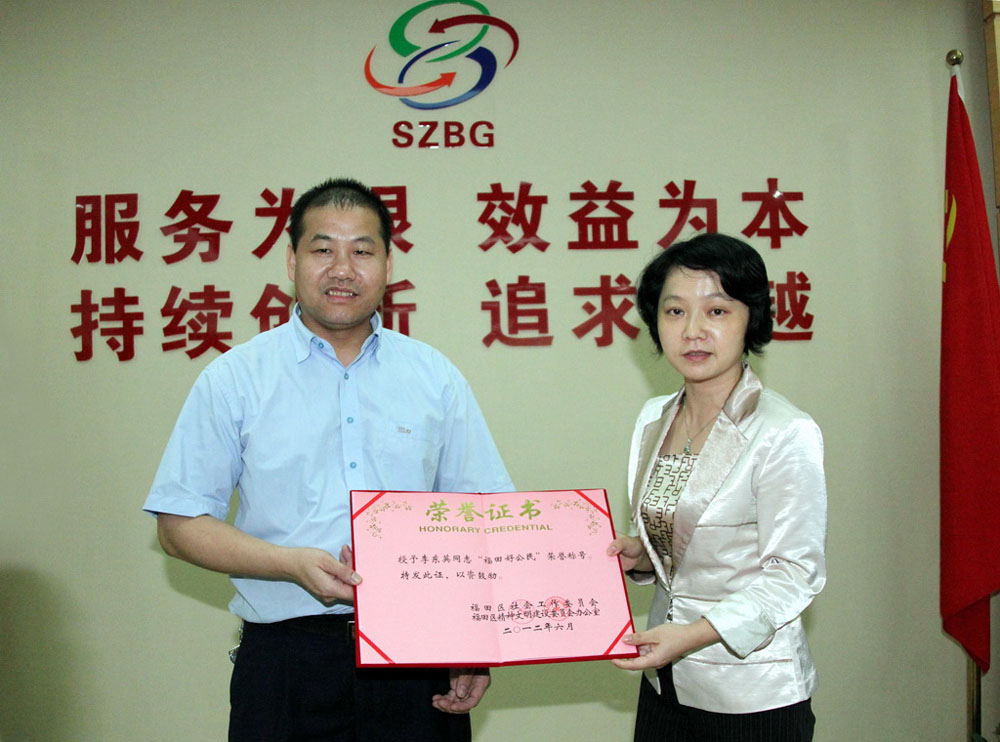 SZBG
服务为 效益为本
持续创新 追求越
荣誉证书
HONORARY CREDENTIAL
授予李东英同志“福田好公民”荣誉称号。
特发此证，以资鼓励。
福田区社会工作委员会
福田区精神文明建设委员会办公室
二〇一二年六月